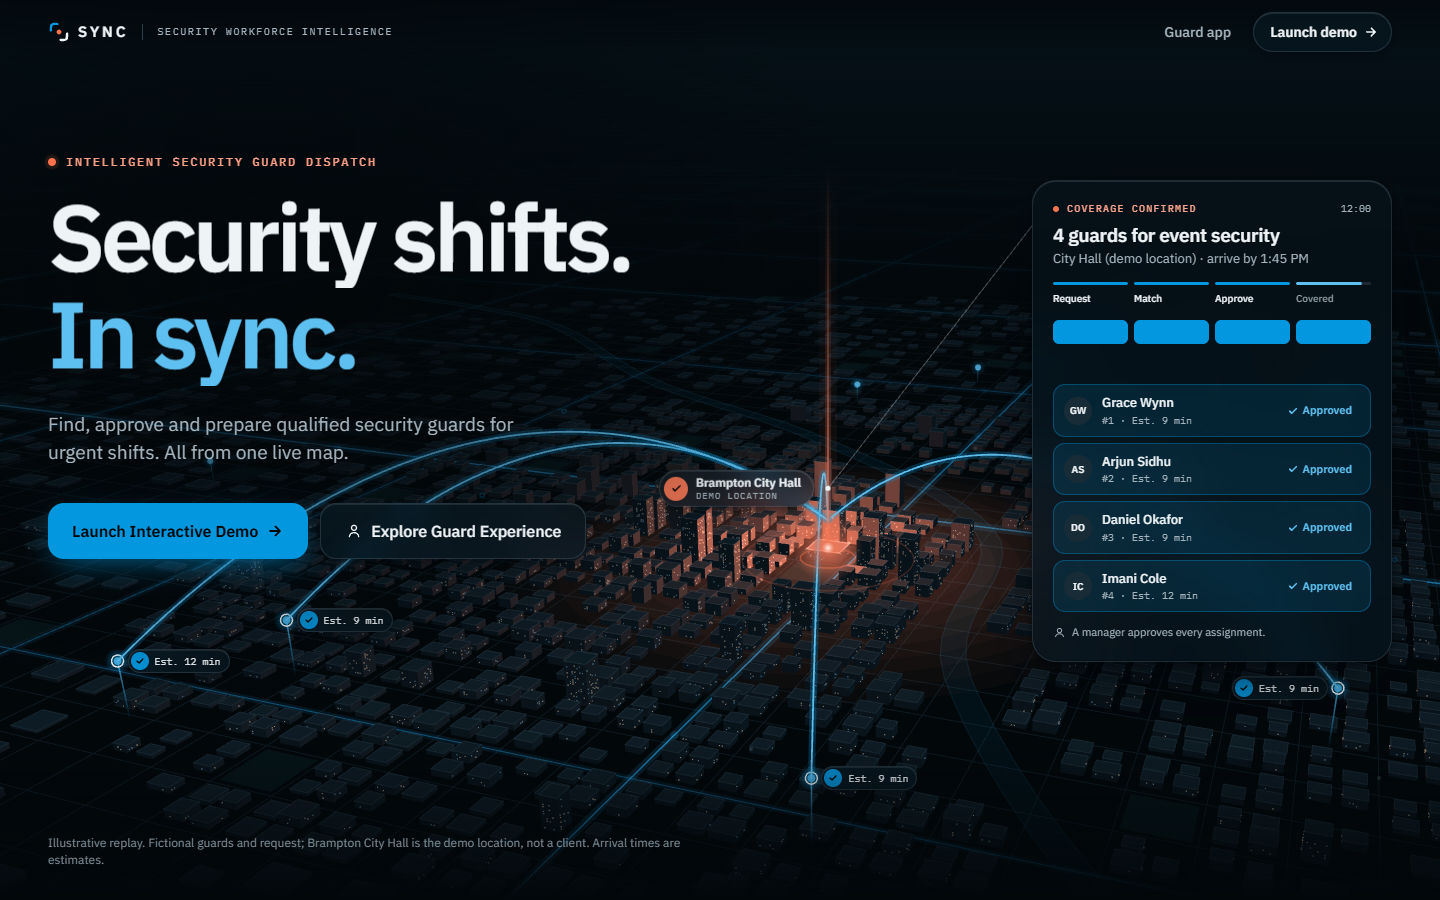 SYNC
SECURITY WORKFORCE INTELLIGENCE
Guard app
Launch demo
INTELLIGENT SECURITY GUARD DISPATCH
Security shifts.
In sync.
Find, approve and prepare qualified security guards for
urgent shifts. All from one live map.
Launch Interactive Demo
Explore Guard Experience
Brampton City Hall
DEMO LOCATION
Est. 9 min
Est. 12 min
Est. 9 min
Est. 9 min
COVERAGE CONFIRMED
12:00
4 guards for event security
City Hall (demo location) · arrive by 1:45 PM
Request
Match
Approve
Covered
GW
Grace Wynn
#1 · Est. 9 min
Approved
AS
Arjun Sidhu
#2 · Est. 9 min
Approved
DO
Daniel Okafor
#3 · Est. 9 min
Approved
IC
Imani Cole
#4 · Est. 12 min
Approved
A manager approves every assignment.
Illustrative replay. Fictional guards and request; Brampton City Hall is the demo location, not a client. Arrival times are
estimates.